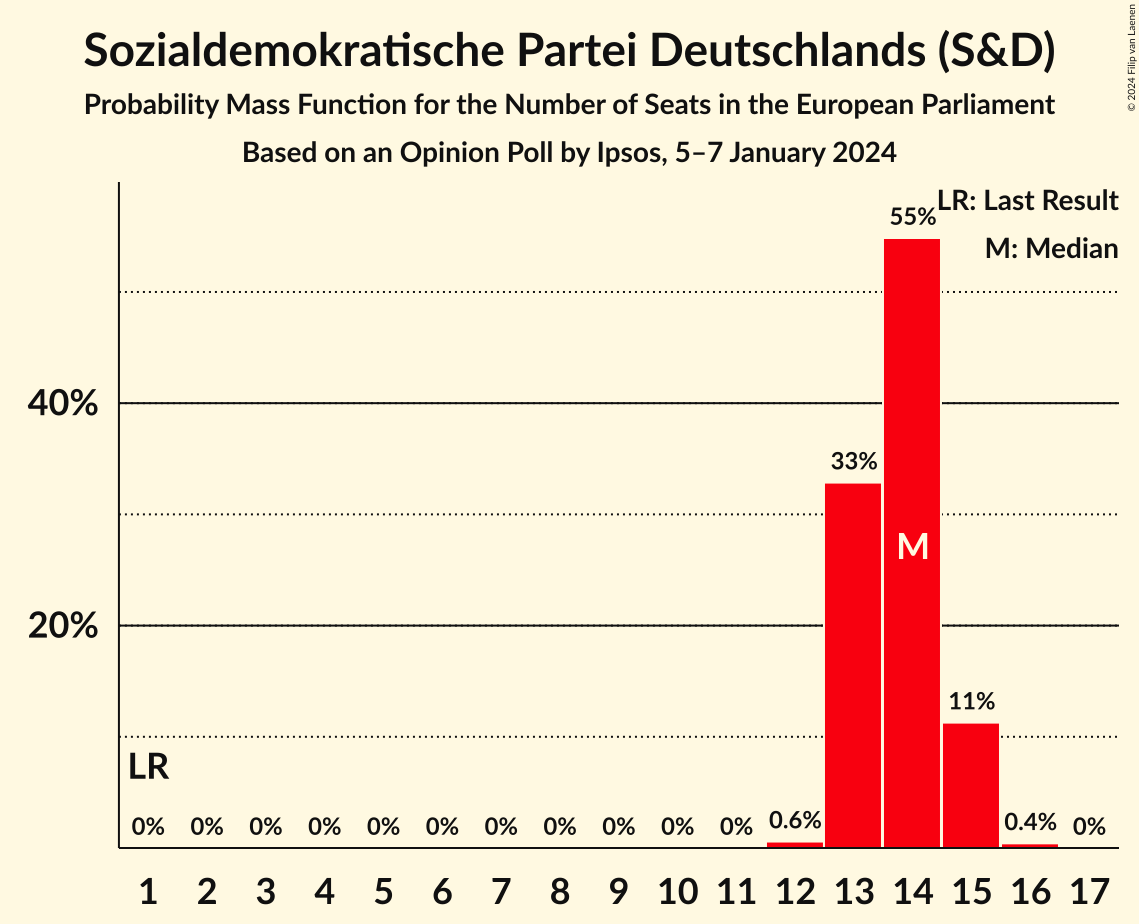 Sozialdemokratische Partei Deutschlands (S&D)
Probability Mass Function for the Number of Seats in the European Parliament
Based on an Opinion Poll by Ipsos, 5–7 January 2024
© 2024 Filip van Laenen
LR: Last Result
M: Median
55%
40%
33%
M
20%
11%
LR
0% 0% 0% 0% 0% 0% 0% 0% 0% 0% 0% 0.6% 0.4% 0%
1 2 3 4 5 6 7 8 9 10 11 12 13 14 15 16 17